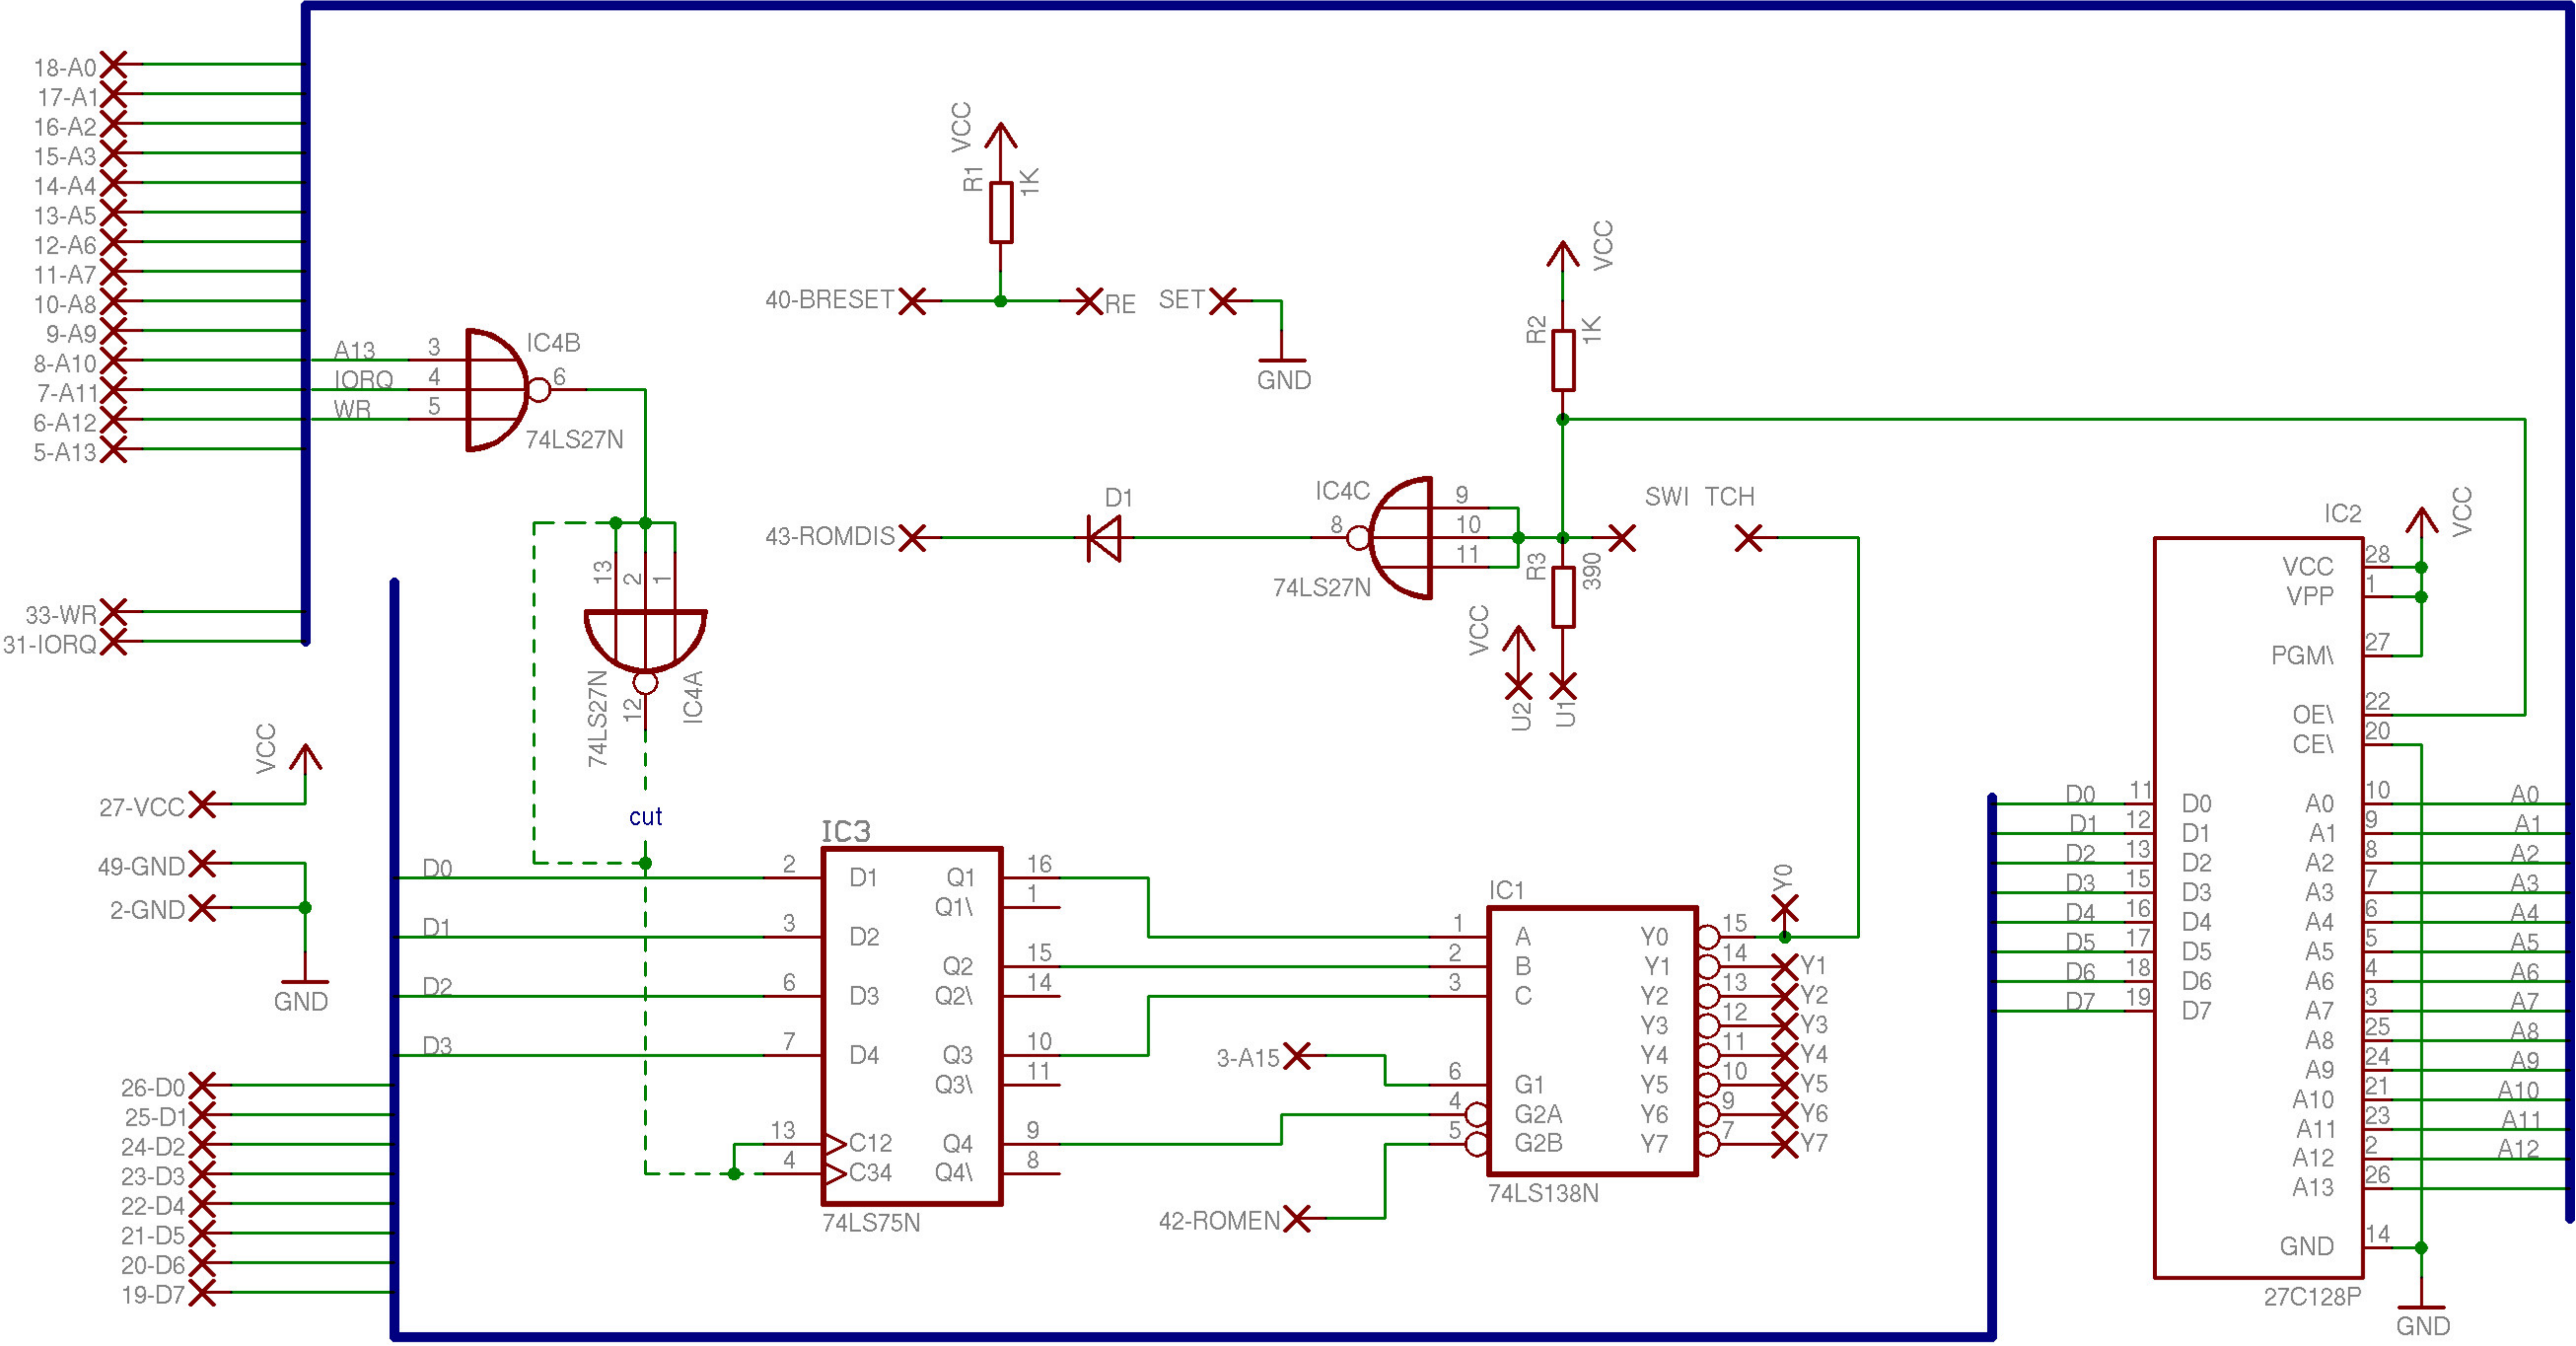 18-A0
17-A1
16-A2
15-A3
14-A4
13-A5
12-A6
11-A7
10-A8
9-A9
8-A10
7-A11
6-A12
5-A13
33-WR
31-IORQ
A13
IORQ
WR
3
4
5
6
IC4B
74LS27N
13
2
1
12
74LS27N
IC4A
cut
VCC
27-VCC
49-GND
2-GND
GND
26-D0
25-D1
24-D2
23-D3
22-D4
21-D5
20-D6
19-D7
VCC
R1
1K
40-BRESET
RE
SET
GND
VCC
R2
1K
43-ROMDIS
D1
IC4C
8
9
10
11
74LS27N
SWI TCH
R3
390
VCC
U2
U1
D0
D1
D2
D3
IC3
2
3
6
7
13
4
D1
D2
D3
D4
C12
C34
Q1
Q1\
Q2
Q2\
Q3
Q3\
Q4
Q4\
16
1
15
14
10
11
9
8
74LS75N
3-A15
42-ROMEN
IC1
1
2
3
6
4
5
A
B
C
G1
G2A
G2B
Y0
Y1
Y2
Y3
Y4
Y5
Y6
Y7
15
14
13
12
11
10
9
7
Y0
Y1
Y2
Y3
Y4
Y5
Y6
Y7
74LS138N
IC2
VCC
VCC
VPP
PGM\
OE\
CE\
28
1
27
22
20
D0
D1
D2
D3
D4
D5
D6
D7
11
12
13
15
16
17
18
19
D0
D1
D2
D3
D4
D5
D6
D7
A0
A1
A2
A3
A4
A5
A6
A7
A8
A9
A10
A11
A12
A13
GND
10
9
8
7
6
5
4
3
25
24
21
23
2
26
14
A0
A1
A2
A3
A4
A5
A6
A7
A8
A9
A10
A11
A12
27C128P
GND